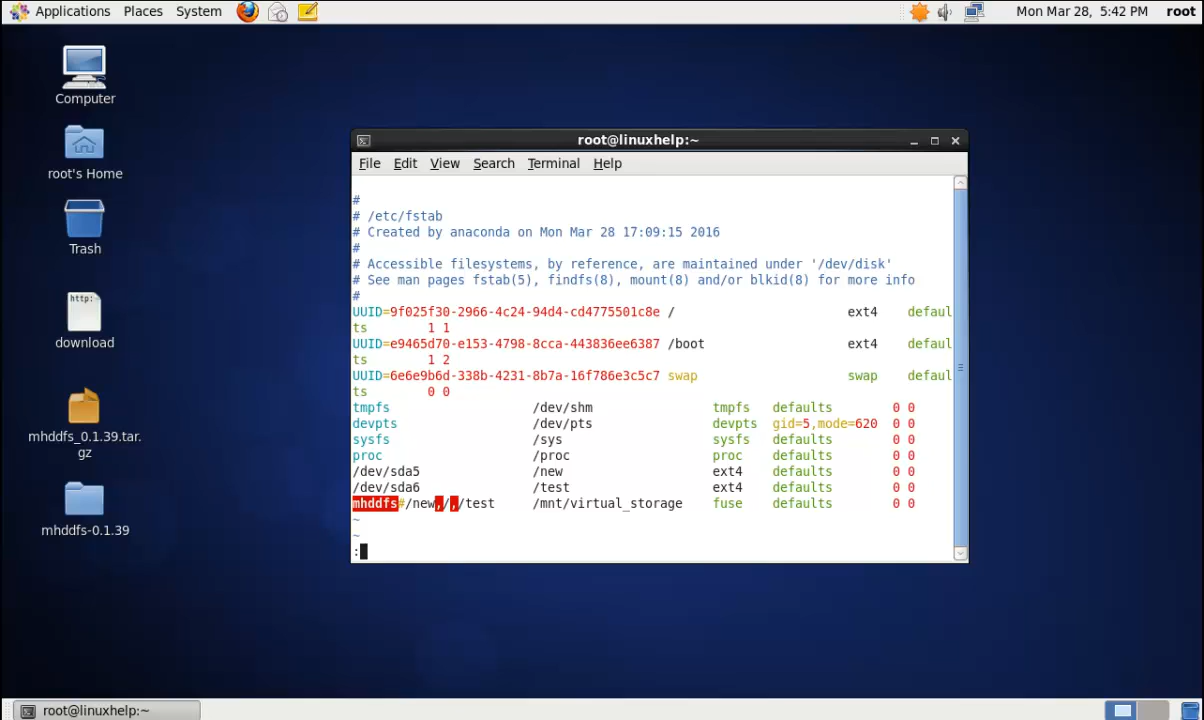 Applications Places System Mon Mar 28, 5:42 PM root
Computer
root's Home
Trash
http:
download
mhddfs_0.1.39.tar.
gz
mhddfs-0.1.39
root@linuxhelp:~
File Edit View Search Terminal Help
#
# /etc/fstab
# Created by anaconda on Mon Mar 28 17:09:15 2016
#
# Accessible filesystems, by reference, are maintained under '/dev/disk'
# See man pages fstab(5), findfs(8), mount(8) and/or blkid(8) for more info
#
UUID=9f025f30-2966-4c24-94d4-cd4775501c8e / ext4 defaul
ts 1 1
UUID=e9465d70-e153-4798-8cca-443836ee6387 /boot ext4 defaul
ts 1 2
UUID=6e6e9b6d-338b-4231-8b7a-16f786e3c5c7 swap swap defaul
ts 0 0
tmpfs /dev/shm tmpfs defaults 0 0
devpts /dev/pts devpts gid=5,mode=620 0 0
sysfs /sys sysfs defaults 0 0
proc /proc proc defaults 0 0
/dev/sda5 /new ext4 defaults 0 0
/dev/sda6 /test ext4 defaults 0 0
mhddfs#/new,/,/test /mnt/virtual_storage fuse defaults 0 0
~
~
:
root@linuxhelp:~